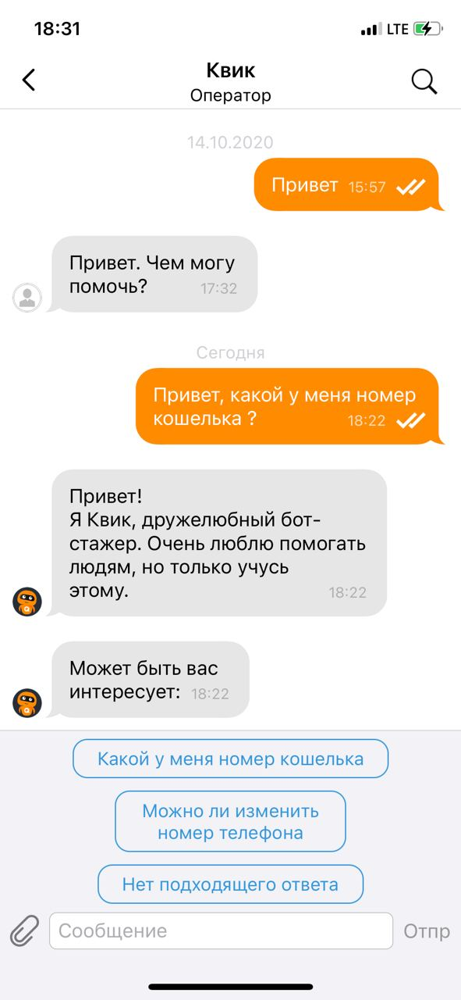 18:31
LTE
Квик
Оператор
14.10.2020
Привет 15:57
Привет. Чем могу
помочь? 17:32
Сегодня
Привет, какой у меня номер
кошелька ? 18:22
Привет!
Я Квик, дружелюбный бот-
стажер. Очень люблю помогать
людям, но только учусь
этому. 18:22
Может быть вас
интересует: 18:22
Какой у меня номер кошелька
Можно ли изменить
номер телефона
Нет подходящего ответа
Сообщение
Отпр